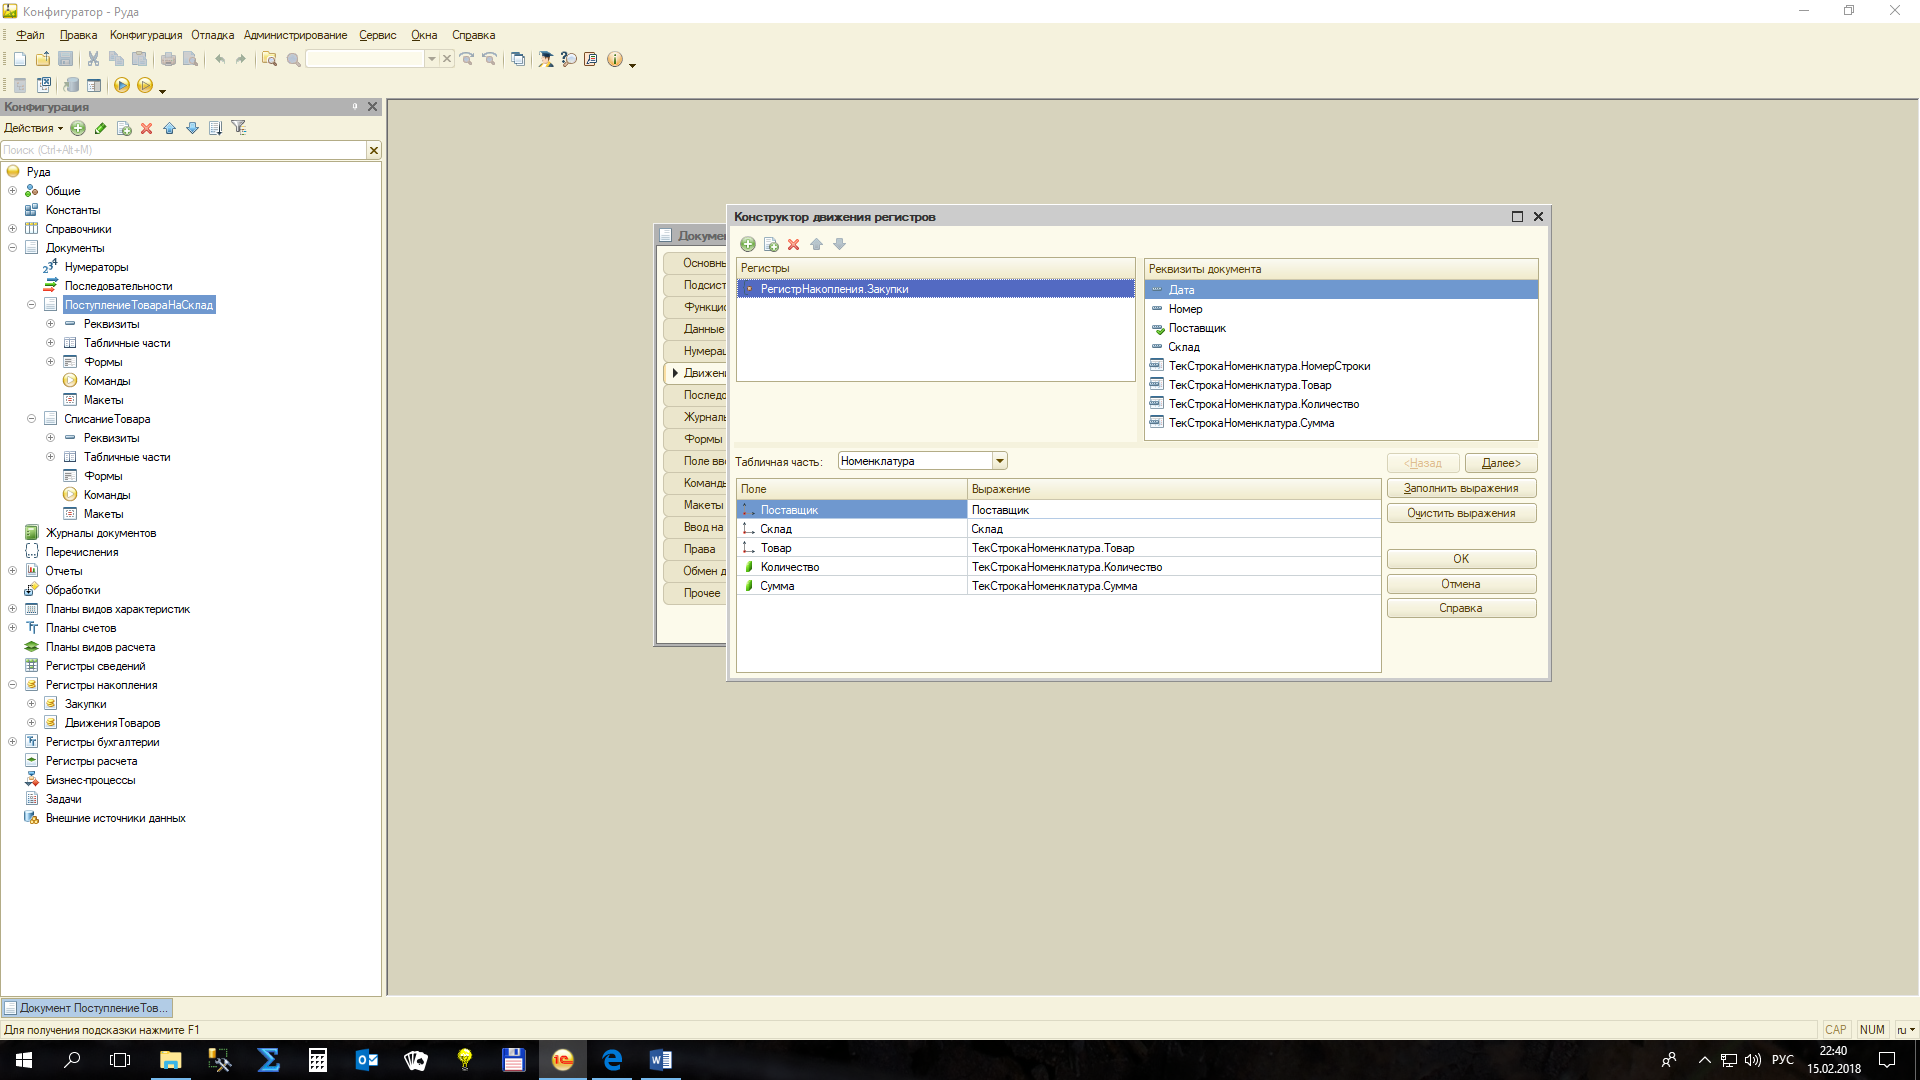 Конфигуратор - Руда
Файл Правка Конфигурация Отладка Администрирование Сервис Окна Справка
Конфигурация
Действия
Поиск (Ctrl+Alt+M)
Руда
Общие
Константы
Справочники
Документы
Нумераторы
Последовательности
ПоступлениеТовараНаСклад
Реквизиты
Табличные части
Формы
Команды
Макеты
СписаниеТовара
Реквизиты
Табличные части
Формы
Команды
Макеты
Журналы документов
Перечисления
Отчеты
Обработки
Планы видов характеристик
Планы счетов
Планы видов расчета
Регистры сведений
Регистры накопления
Закупки
ДвиженияТоваров
Регистры бухгалтерии
Регистры расчета
Бизнес-процессы
Задачи
Внешние источники данных
Докумен
Основн
Подсист
Функцио
Данные
Нумерац
Движен
Последо
Журнал
Формы
Поле вво
Команды
Макеты
Ввод на
Права
Обмен д
Прочее
Конструктор движения регистров
Регистры
РегистрНакопления.Закупки
Реквизиты документа
Дата
Номер
Поставщик
Склад
ТекСтрокаНоменклатура.НомерСтроки
ТекСтрокаНоменклатура.Товар
ТекСтрокаНоменклатура.Количество
ТекСтрокаНоменклатура.Сумма
Табличная часть: Номенклатура
<Назад Далее>
Поле Выражение
Поставщик Поставщик
Склад Склад
Товар ТекСтрокаНоменклатура.Товар
Количество ТекСтрокаНоменклатура.Количество
Сумма ТекСтрокаНоменклатура.Сумма
Заполнить выражения
Очистить выражения
OK
Отмена
Справка
Документ ПоступлениеТов...
Для получения подсказки нажмите F1
CAP NUM ru
РУС
22:40
15.02.2018